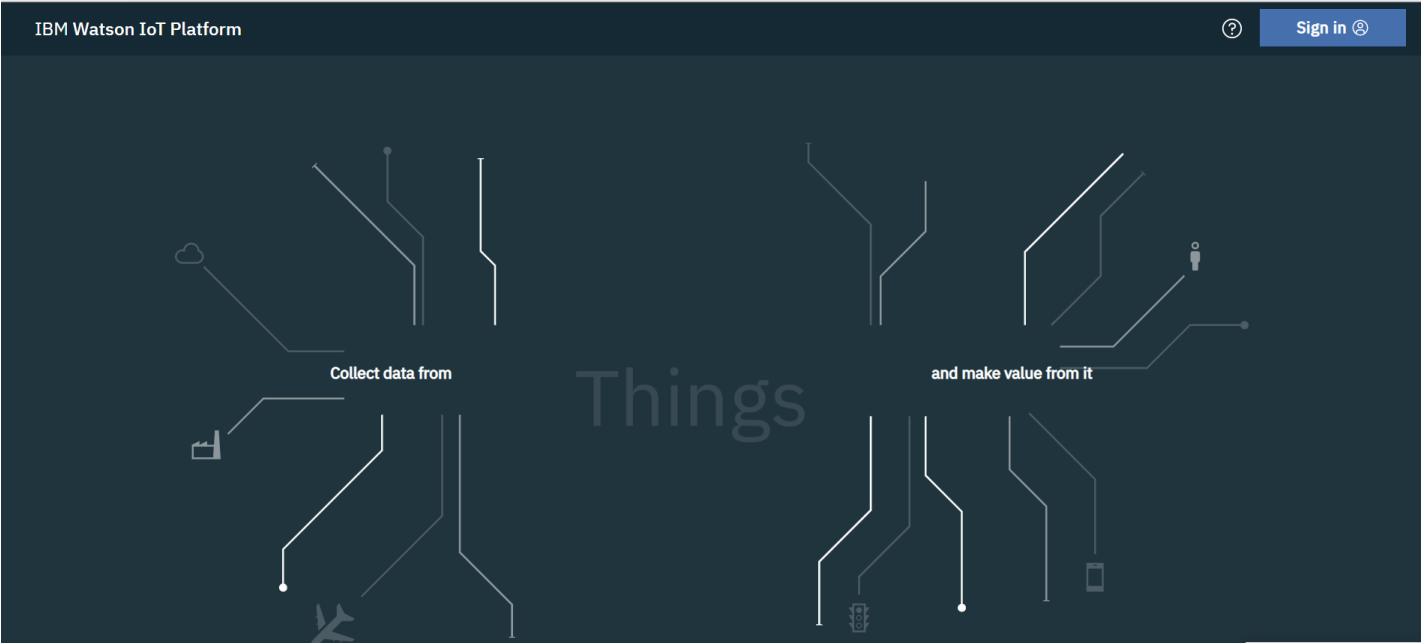 IBM Watson IoT Platform
Sign in
Collect data from
Things
and make value from it